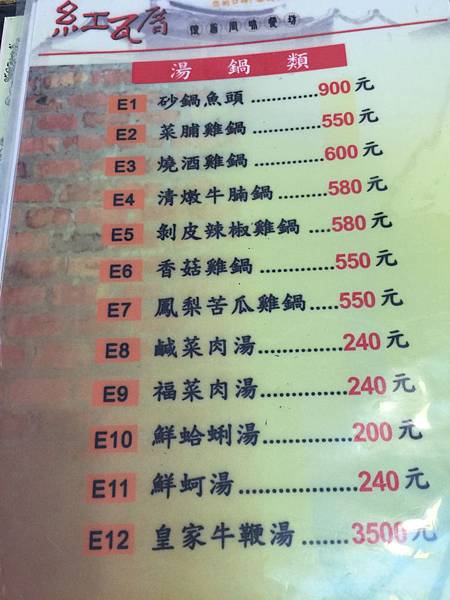 紅瓦厝
湯鍋類
E1 砂鍋魚頭..............900元
E2 菜脯雞鍋................550元
E3 燒酒雞鍋..............600元
E4 清燉牛腩鍋...........580元
E5 剝皮辣椒雞鍋....580元
E6 香菇雞鍋...............550元
E7 鳳梨苦瓜雞鍋.....550元
E8 鹹菜肉湯..............240元
E9 福菜肉湯..............240元
E10 鮮蛤蜊湯...............200元
E11 鮮蚵湯...................240元
E12 皇家牛鞭湯.......3500元